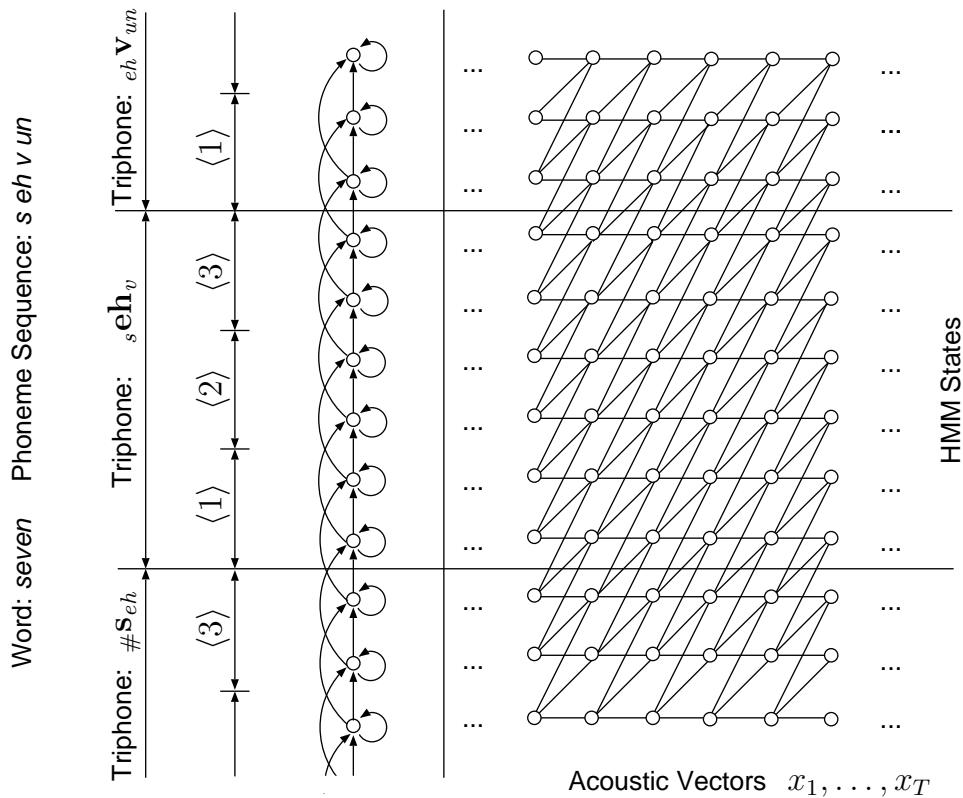 Word: seven Phoneme Sequence: s eh v un
Triphone: #s_eh
Triphone: s eh_v
Triphone: eh v_un
⟨1⟩
⟨3⟩
⟨2⟩
⟨1⟩
⟨3⟩
... ...
... ...
... ...
... ...
... ...
... ...
... ...
... ...
... ...
... ...
... ...
... ...
HMM States
Acoustic Vectors x_1, . . . , x_T